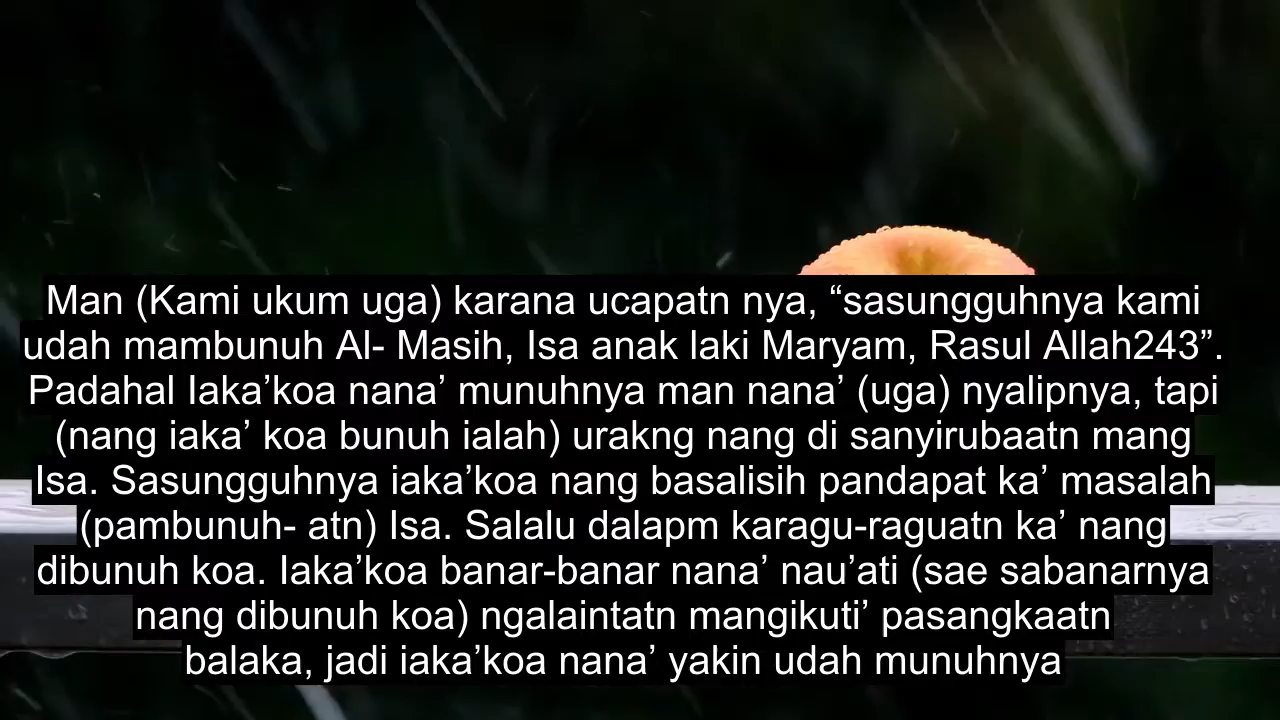 Man (Kami ukum uga) karana ucapatn nya, “sasungguhnya kami
udah mambunuh Al- Masih, Isa anak laki Maryam, Rasul Allah243”.
Padahal Iaka’koa nana’ munuhnya man nana’ (uga) nyalipnya, tapi
(nang iaka’ koa bunuh ialah) urakng nang di sanyirubaatn mang
Isa. Sasungguhnya iaka’koa nang basalisih pandapat ka’ masalah
(pambunuh- atn) Isa. Salalu dalapm karagu-raguatn ka’ nang
dibunuh koa. Iaka’koa banar-banar nana’ nau’ati (sae sabanarnya
nang dibunuh koa) ngalaintatn mangikuti’ pasangkaatn
balaka, jadi iaka’koa nana’ yakin udah munuhnya